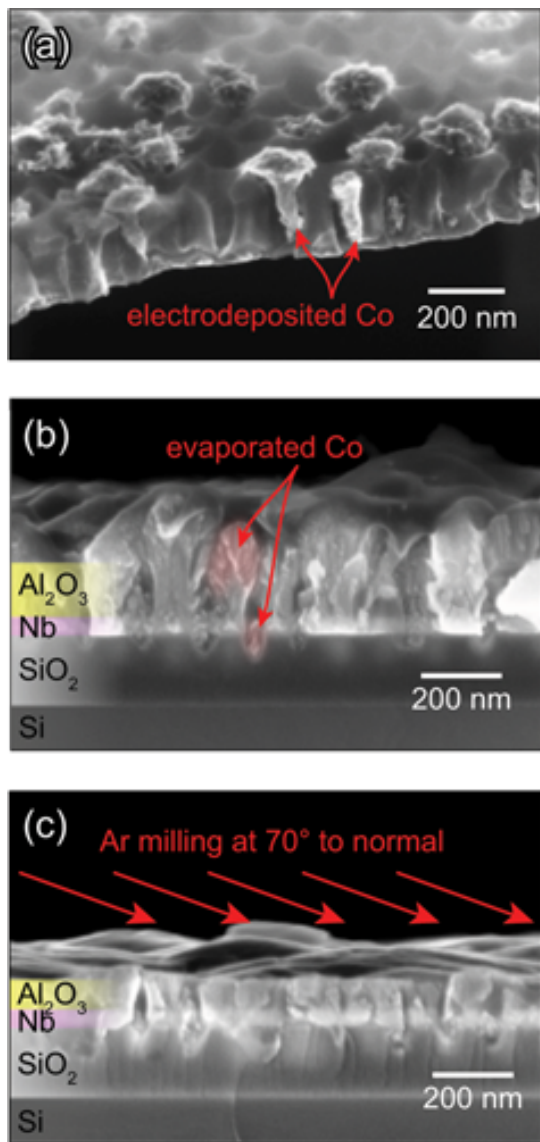 (a)
electrodeposited Co
200 nm
(b)
evaporated Co
Al₂O₃
Nb
SiO₂
200 nm
Si
(c)
Ar milling at 70° to normal
Al₂O₃
Nb
SiO₂
200 nm
Si